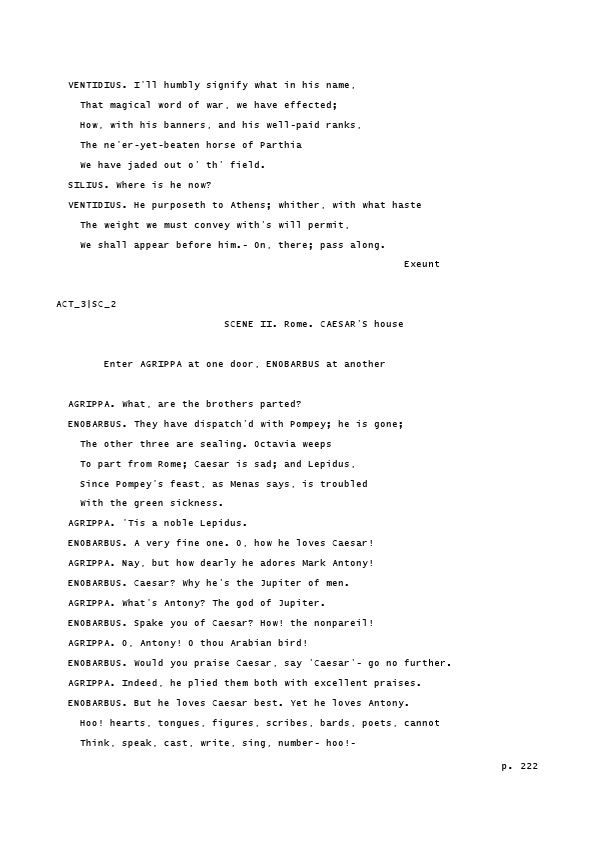 VENTIDIUS. I'll humbly signify what in his name,
That magical word of war, we have effected;
How, with his banners, and his well-paid ranks,
The ne'er-yet-beaten horse of Parthia
We have jaded out o' th' field.
SILIUS. Where is he now?
VENTIDIUS. He purposeth to Athens; whither, with what haste
The weight we must convey with's will permit,
We shall appear before him.- On, there; pass along.
Exeunt
ACT_3|SC_2
SCENE II. Rome. CAESAR'S house
Enter AGRIPPA at one door, ENOBARBUS at another
AGRIPPA. What, are the brothers parted?
ENOBARBUS. They have dispatch'd with Pompey; he is gone;
The other three are sealing. Octavia weeps
To part from Rome; Caesar is sad; and Lepidus,
Since Pompey's feast, as Menas says, is troubled
With the green sickness.
AGRIPPA. 'Tis a noble Lepidus.
ENOBARBUS. A very fine one. O, how he loves Caesar!
AGRIPPA. Nay, but how dearly he adores Mark Antony!
ENOBARBUS. Caesar? Why he's the Jupiter of men.
AGRIPPA. What's Antony? The god of Jupiter.
ENOBARBUS. Spake you of Caesar? How! the nonpareil!
AGRIPPA. O, Antony! O thou Arabian bird!
ENOBARBUS. Would you praise Caesar, say 'Caesar'- go no further.
AGRIPPA. Indeed, he plied them both with excellent praises.
ENOBARBUS. But he loves Caesar best. Yet he loves Antony.
Hoo! hearts, tongues, figures, scribes, bards, poets, cannot
Think, speak, cast, write, sing, number- hoo!-
p. 222